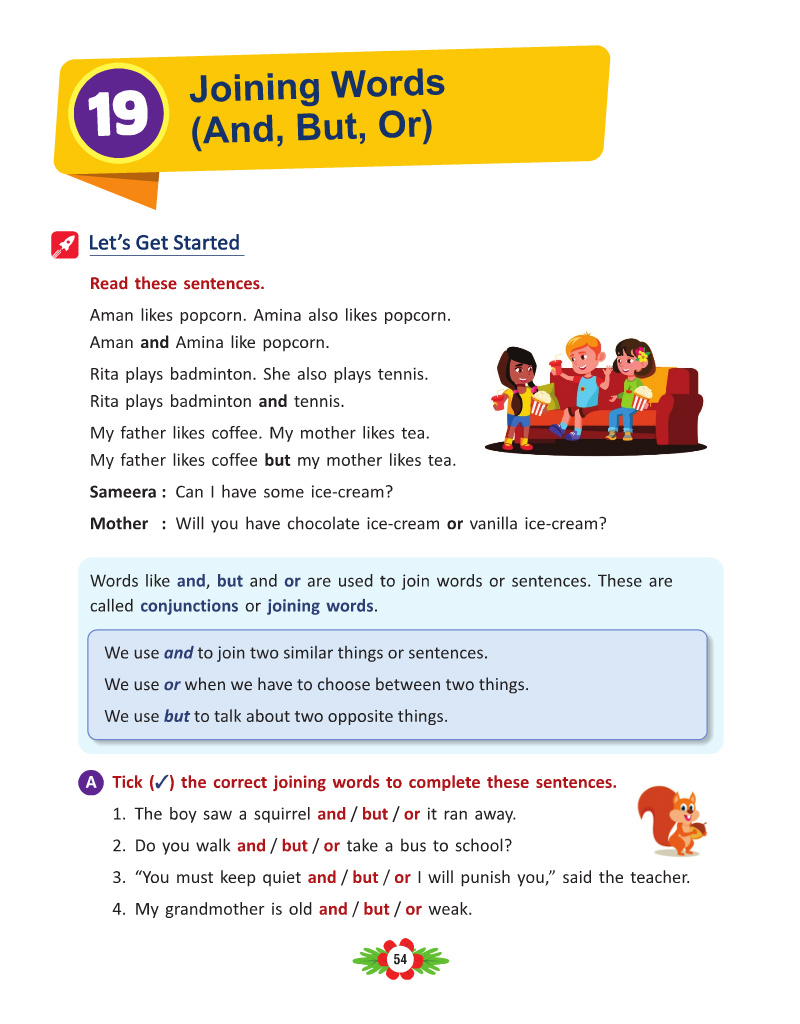 19
Joining Words
(And, But, Or)
Let's Get Started
Read these sentences.
Aman likes popcorn. Amina also likes popcorn.
Aman and Amina like popcorn.
Rita plays badminton. She also plays tennis.
Rita plays badminton and tennis.
My father likes coffee. My mother likes tea.
My father likes coffee but my mother likes tea.
Sameera : Can I have some ice-cream?
Mother : Will you have chocolate ice-cream or vanilla ice-cream?
Words like and, but and or are used to join words or sentences. These are
called conjunctions or joining words.
We use and to join two similar things or sentences.
We use or when we have to choose between two things.
We use but to talk about two opposite things.
A Tick (✓) the correct joining words to complete these sentences.
1. The boy saw a squirrel and / but / or it ran away.
2. Do you walk and / but / or take a bus to school?
3. “You must keep quiet and / but / or I will punish you,” said the teacher.
4. My grandmother is old and / but / or weak.
54